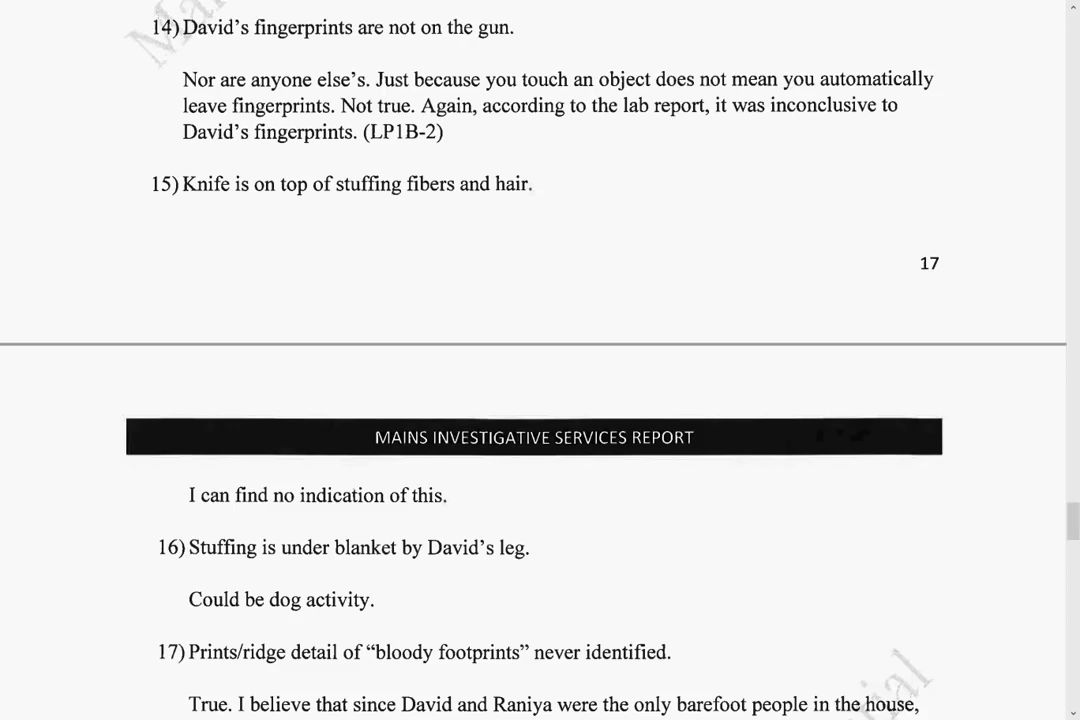 14) David’s fingerprints are not on the gun.
Nor are anyone else’s. Just because you touch an object does not mean you automatically
leave fingerprints. Not true. Again, according to the lab report, it was inconclusive to
David’s fingerprints. (LP1B-2)
15) Knife is on top of stuffing fibers and hair.
17
MAINS INVESTIGATIVE SERVICES REPORT
I can find no indication of this.
16) Stuffing is under blanket by David’s leg.
Could be dog activity.
17) Prints/ridge detail of “bloody footprints” never identified.
True. I believe that since David and Raniya were the only barefoot people in the house,